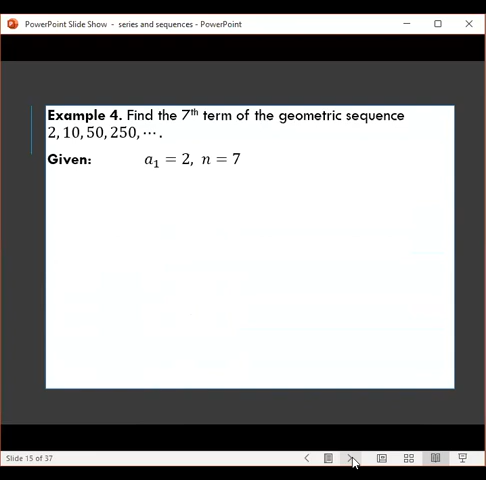 PowerPoint Slide Show - series and sequences - PowerPoint
Example 4. Find the 7th term of the geometric sequence
2, 10, 50, 250, ⋯ .
Given: a₁ = 2, n = 7
Slide 15 of 37